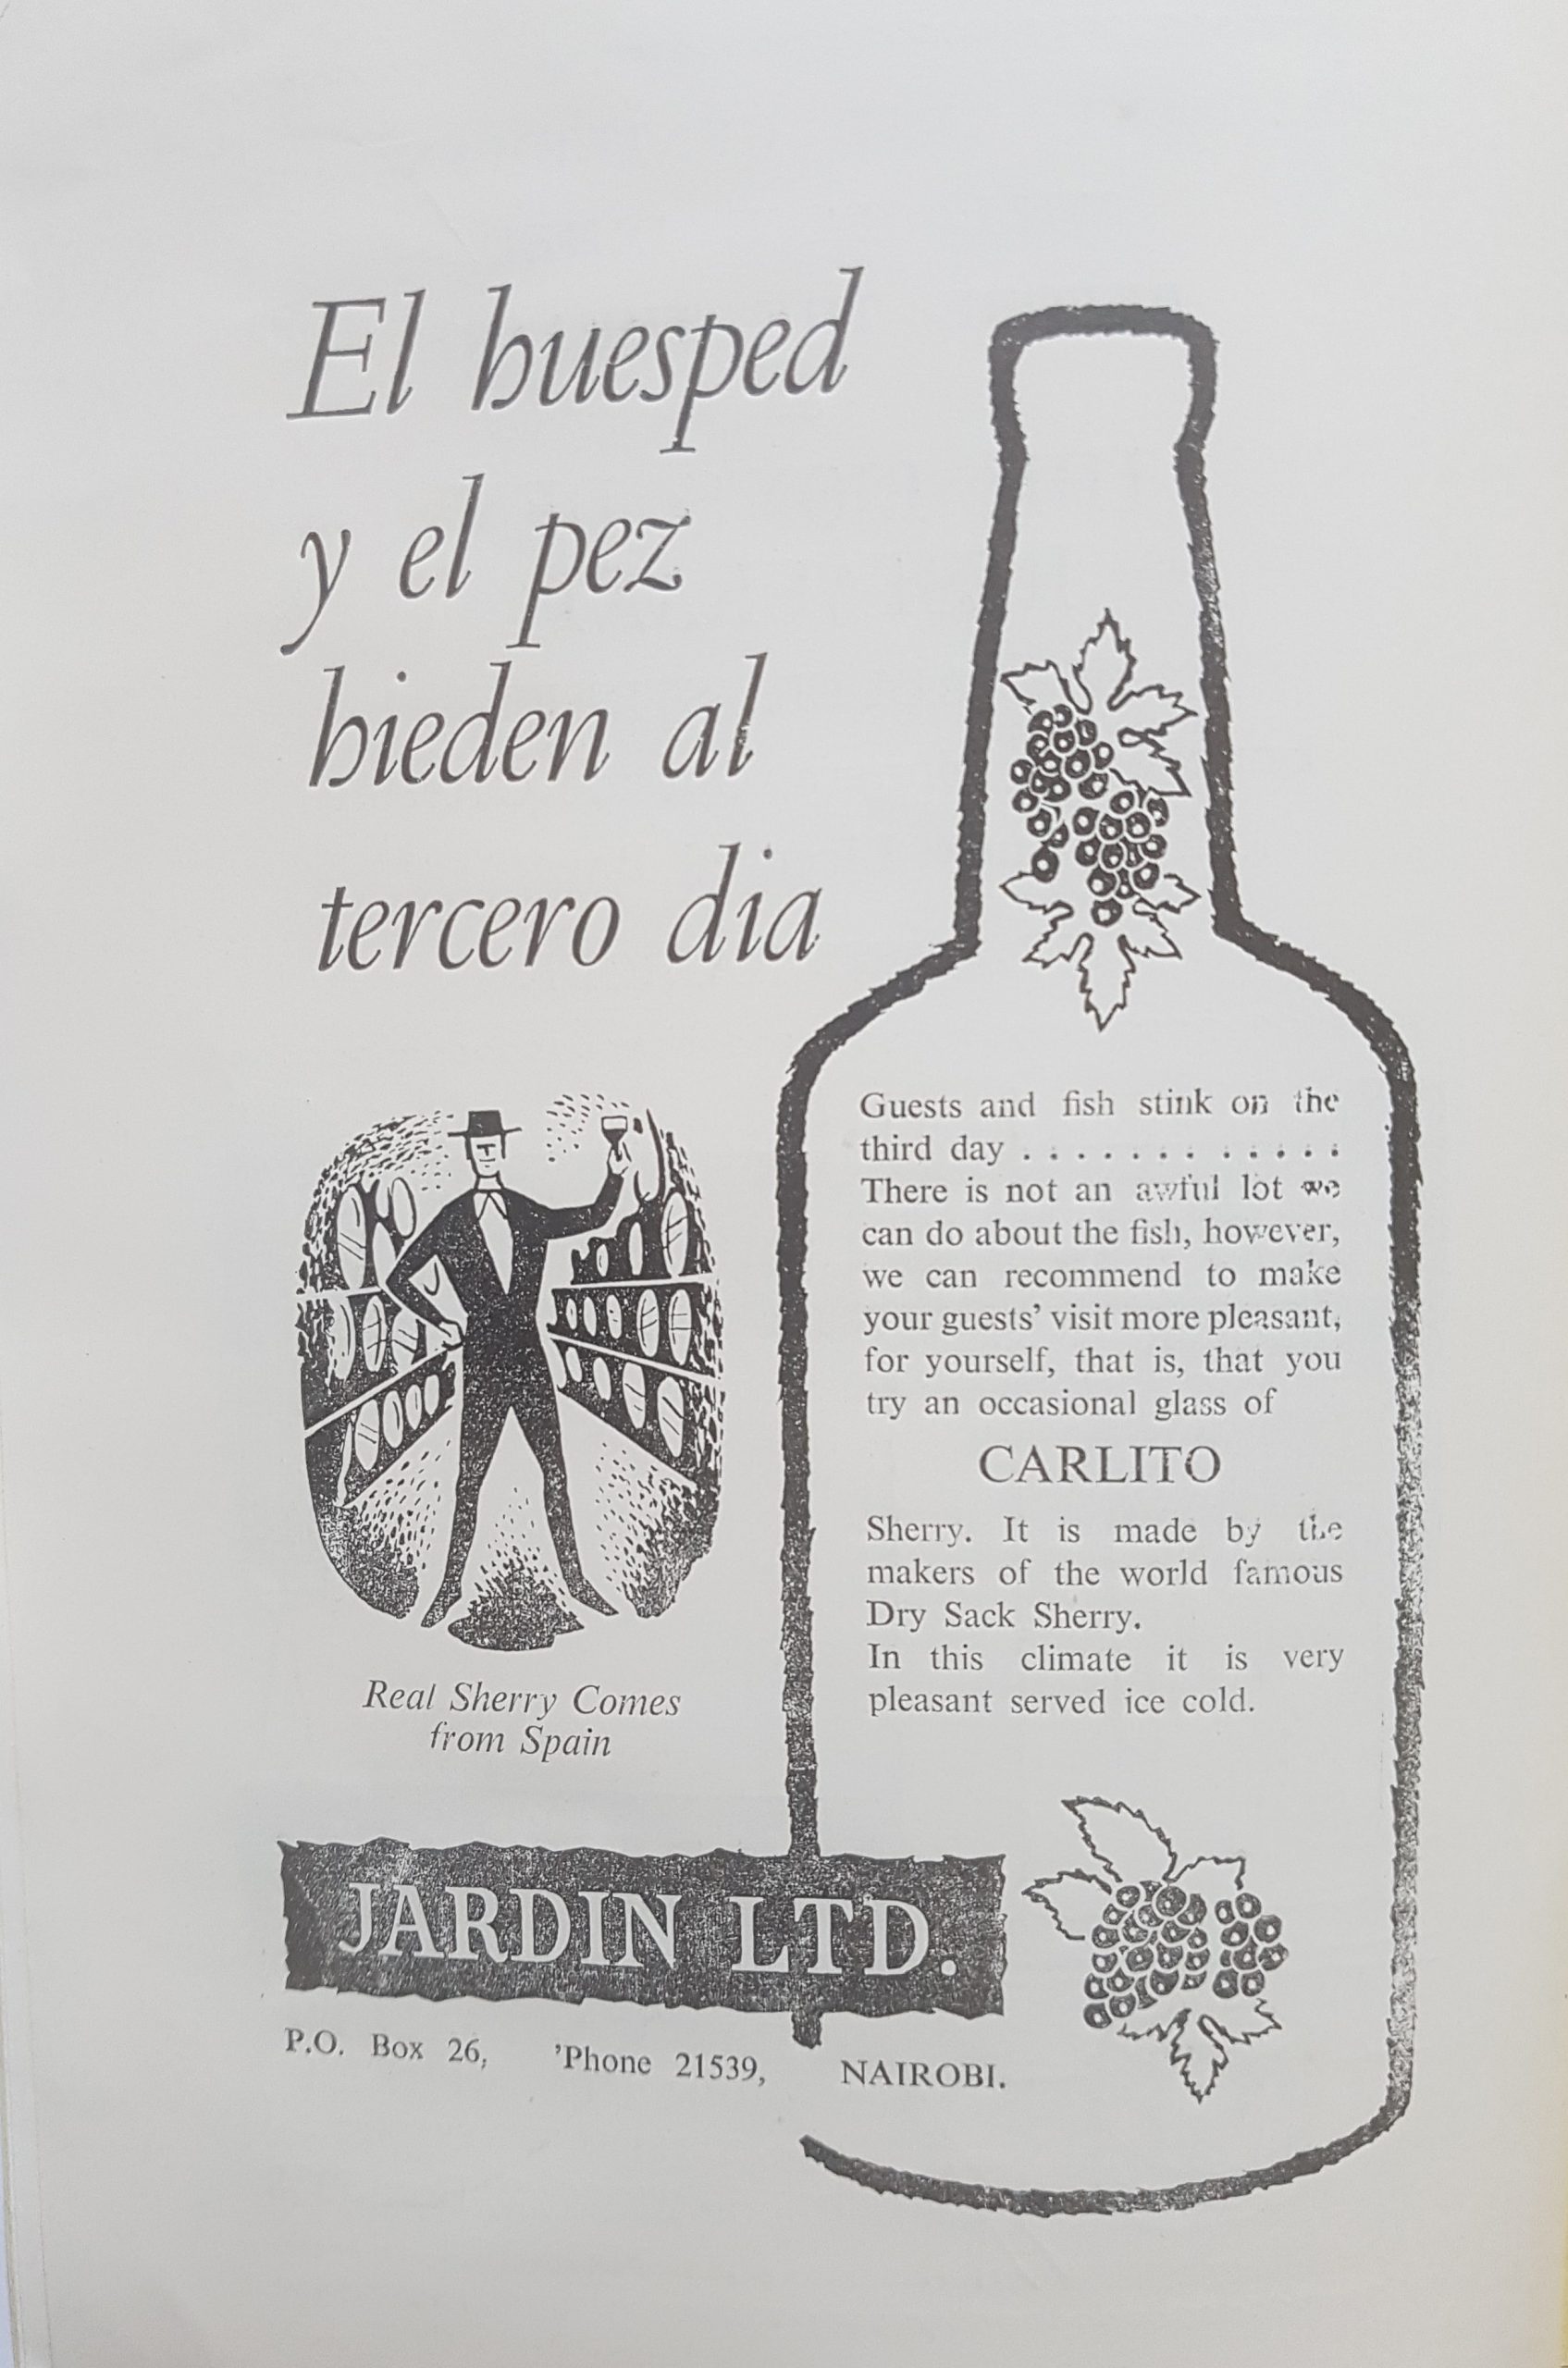 El huesped
y el pez
hieden al
tercero dia
Guests and fish stink on the
third day . . . . . . . . . . . .
There is not an awful lot we
can do about the fish, however,
we can recommend to make
your guests' visit more pleasant,
for yourself, that is, that you
try an occasional glass of
CARLITO
Sherry. It is made by the
makers of the world famous
Dry Sack Sherry.
In this climate it is very
pleasant served ice cold.
Real Sherry Comes
from Spain
JARDIN LTD.
P.O. Box 26, 'Phone 21539, NAIROBI.